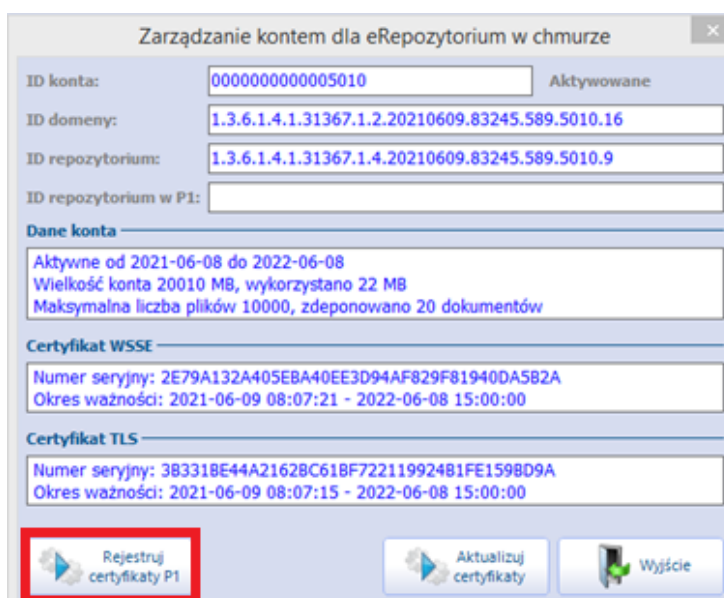 Zarządzanie kontem dla eRepozytorium w chmurze
ID konta: 0000000000005010 Aktywowane
ID domeny: 1.3.6.1.4.1.31367.1.2.20210609.83245.589.5010.16
ID repozytorium: 1.3.6.1.4.1.31367.1.4.20210609.83245.589.5010.9
ID repozytorium w P1:
Dane konta
Aktywne od 2021-06-08 do 2022-06-08
Wielkość konta 20010 MB, wykorzystano 22 MB
Maksymalna liczba plików 10000, zdeponowano 20 dokumentów
Certyfikat WSSE
Numer seryjny: 2E79A132A405EBA40EE3D94AF829F81940DA5B2A
Okres ważności: 2021-06-09 08:07:21 - 2022-06-08 15:00:00
Certyfikat TLS
Numer seryjny: 3B331BE44A21628C61BF722119924B1FE159BD9A
Okres ważności: 2021-06-09 08:07:15 - 2022-06-08 15:00:00
Rejestruj
certyfikaty P1
Aktualizuj
certyfikaty
Wyjście